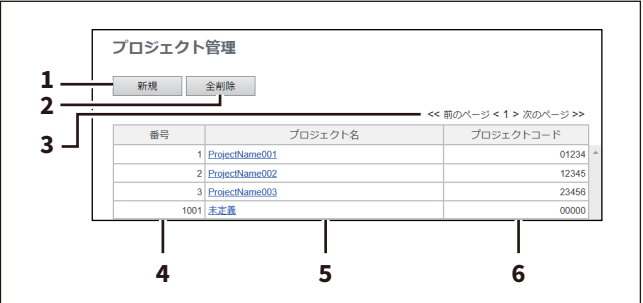 プロジェクト管理
1 新規 全削除
2
3 << 前のページ < 1 > 次のページ >>
番号 プロジェクト名 プロジェクトコード
1 ProjectName001 01234
2 ProjectName002 12345
3 ProjectName003 23456
1001 未定義 00000
4 5 6